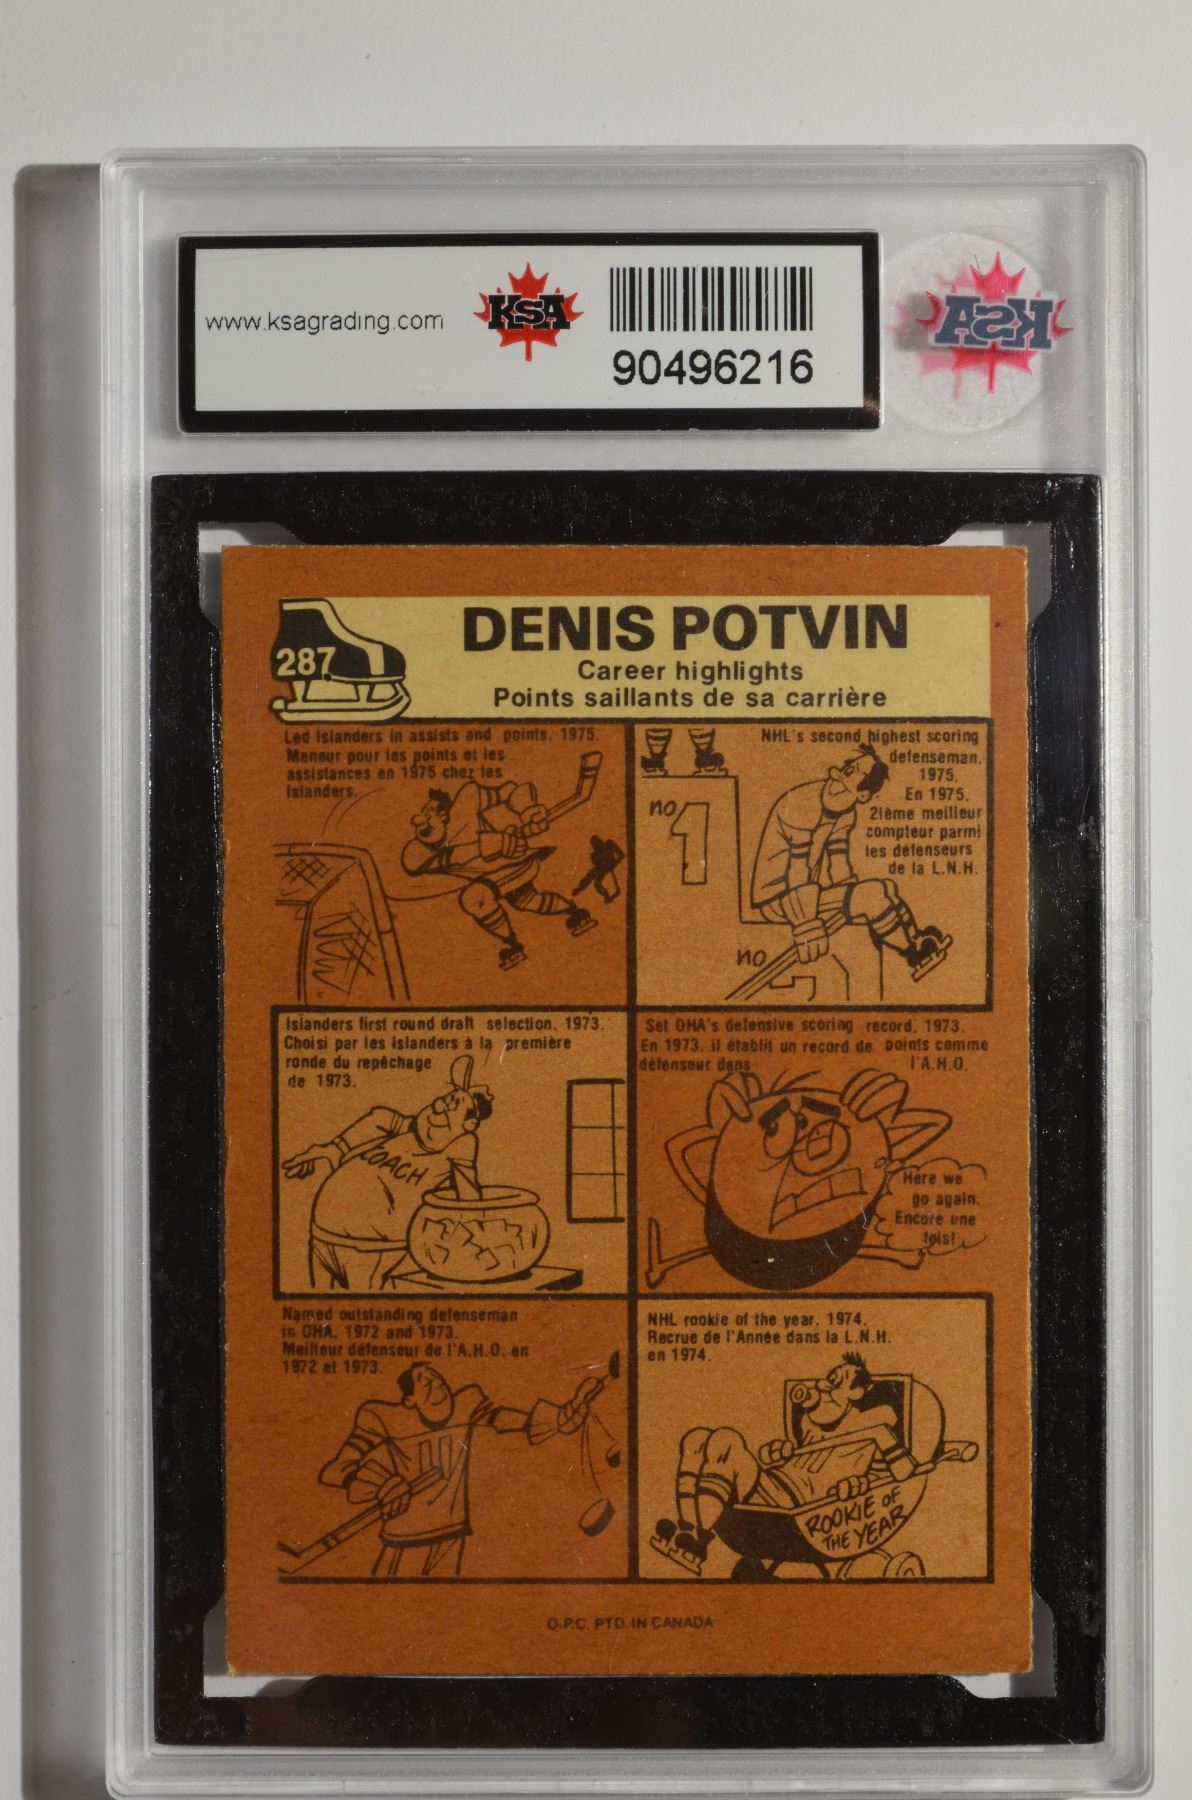 www.ksagrading.com
KSA
90496216
KSA
287
DENIS POTVIN
Career highlights
Points saillants de sa carrière
Led Islanders in assists and points, 1975.
Meneur pour les points et les
assistances en 1975 chez les
Islanders.
NHL's second highest scoring
defenseman,
1975.
En 1975,
2ième meilleur
compteur parmi
les défenseurs
de la L.N.H.
no 1
no 2
Islanders first round draft selection, 1973.
Choisi par les Islanders à la première
ronde du repêchage
de 1973.
COACH
Set OHA's defensive scoring record, 1973.
En 1973, il établit un record de points comme
défenseur dans l'A.H.O.
Here we
go again.
Encore une
fois!
Named outstanding defenseman
in OHA, 1972 and 1973.
Meilleur défenseur de l'A.H.O. en
1972 et 1973.
NHL rookie of the year, 1974.
Recrue de l'Année dans la L.N.H.
en 1974.
ROOKIE OF
THE YEAR
O.P.C. PTD. IN CANADA